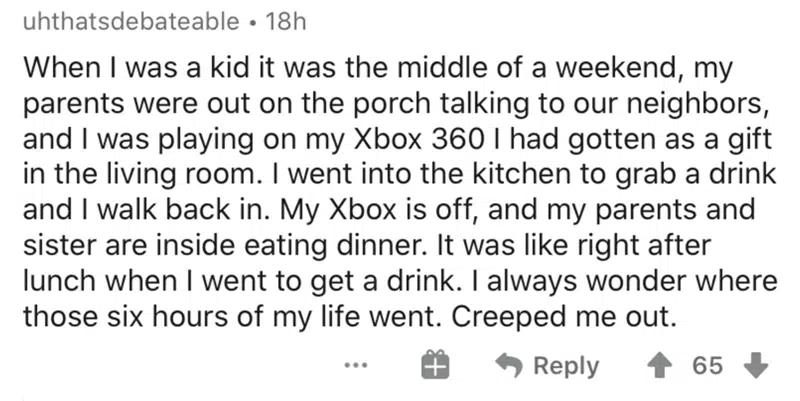 uhthatsdebateable • 18h
When I was a kid it was the middle of a weekend, my
parents were out on the porch talking to our neighbors,
and I was playing on my Xbox 360 I had gotten as a gift
in the living room. I went into the kitchen to grab a drink
and I walk back in. My Xbox is off, and my parents and
sister are inside eating dinner. It was like right after
lunch when I went to get a drink. I always wonder where
those six hours of my life went. Creeped me out.
Reply 65